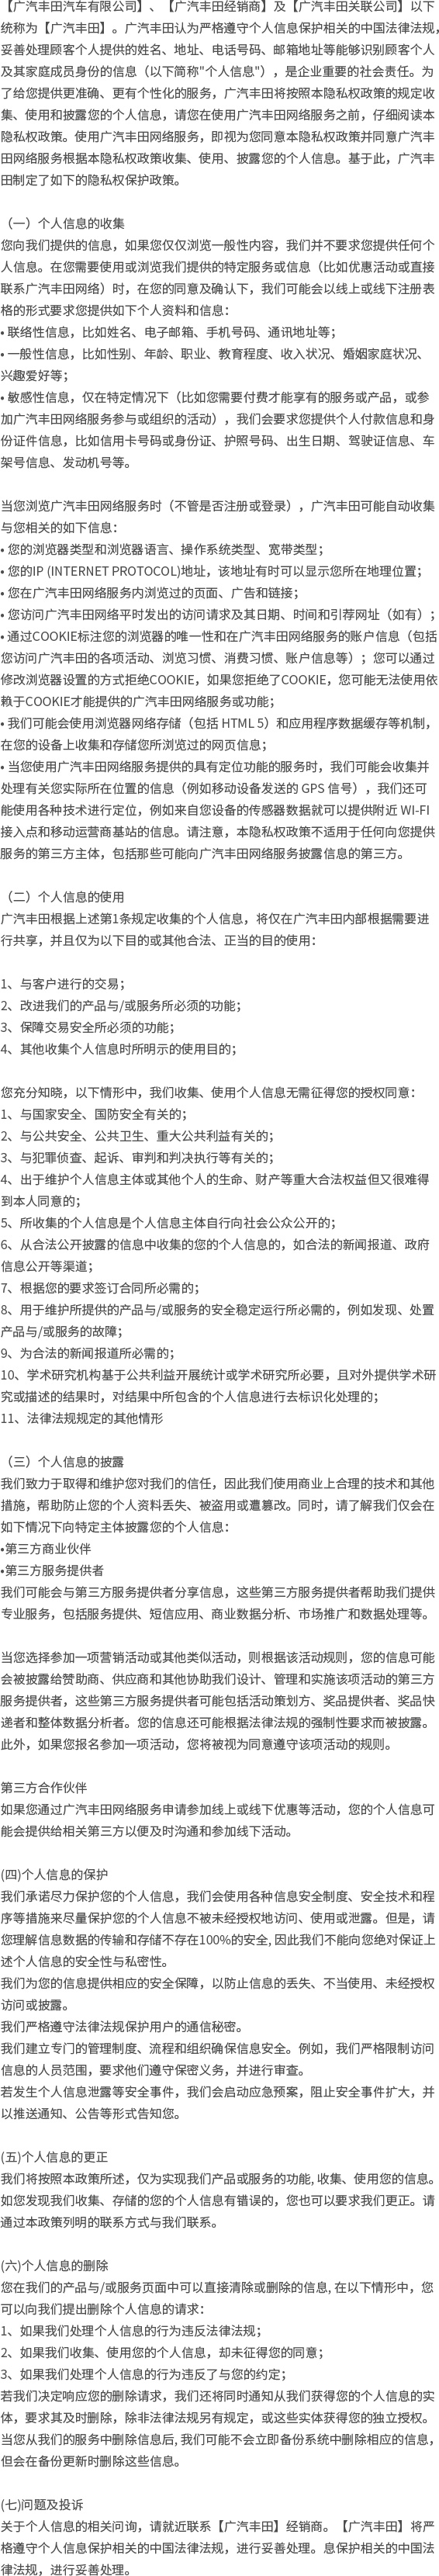 【广汽丰田汽车有限公司】、【广汽丰田经销商】及【广汽丰田关联公司】以下
统称为【广汽丰田】。广汽丰田认为严格遵守个人信息保护相关的中国法律法规，
妥善处理顾客个人提供的姓名、地址、电话号码、邮箱地址等能够识别顾客个人
及其家庭成员身份的信息（以下简称"个人信息"），是企业重要的社会责任。为
了给您提供更准确、更有个性化的服务，广汽丰田将按照本隐私权政策的规定收
集、使用和披露您的个人信息，请您在使用广汽丰田网络服务之前，仔细阅读本
隐私权政策。使用广汽丰田网络服务，即视为您同意本隐私权政策并同意广汽丰
田网络服务根据本隐私权政策收集、使用、披露您的个人信息。基于此，广汽丰
田制定了如下的隐私权保护政策。
（一）个人信息的收集
您向我们提供的信息，如果您仅仅浏览一般性内容，我们并不要求您提供任何个
人信息。在您需要使用或浏览我们提供的特定服务或信息（比如优惠活动或直接
联系广汽丰田网络）时，在您的同意及确认下，我们可能会以线上或线下注册表
格的形式要求您提供如下个人资料和信息：
• 联络性信息，比如姓名、电子邮箱、手机号码、通讯地址等；
• 一般性信息，比如性别、年龄、职业、教育程度、收入状况、婚姻家庭状况、
兴趣爱好等；
• 敏感性信息，仅在特定情况下（比如您需要付费才能享有的服务或产品，或参
加广汽丰田网络服务参与或组织的活动），我们会要求您提供个人付款信息和身
份证件信息，比如信用卡号码或身份证、护照号码、出生日期、驾驶证信息、车
架号信息、发动机号等。
当您浏览广汽丰田网络服务时（不管是否注册或登录），广汽丰田可能自动收集
与您相关的如下信息：
• 您的浏览器类型和浏览器语言、操作系统类型、宽带类型；
• 您的IP (INTERNET PROTOCOL)地址，该地址有时可以显示您所在地理位置；
• 您在广汽丰田网络服务内浏览过的页面、广告和链接；
• 您访问广汽丰田网络平时发出的访问请求及其日期、时间和引荐网址（如有）；
• 通过COOKIE标注您的浏览器的唯一性和在广汽丰田网络服务的账户信息（包括
您访问广汽丰田的各项活动、浏览习惯、消费习惯、账户信息等）；您可以通过
修改浏览器设置的方式拒绝COOKIE，如果您拒绝了COOKIE，您可能无法使用依
赖于COOKIE才能提供的广汽丰田网络服务或功能；
• 我们可能会使用浏览器网络存储（包括 HTML 5）和应用程序数据缓存等机制，
在您的设备上收集和存储您所浏览过的网页信息；
• 当您使用广汽丰田网络服务提供的具有定位功能的服务时，我们可能会收集并
处理有关您实际所在位置的信息（例如移动设备发送的 GPS 信号），我们还可
能使用各种技术进行定位，例如来自您设备的传感器数据就可以提供附近 WI-FI
接入点和移动运营商基站的信息。请注意，本隐私权政策不适用于任何向您提供
服务的第三方主体，包括那些可能向广汽丰田网络服务披露信息的第三方。
（二）个人信息的使用
广汽丰田根据上述第1条规定收集的个人信息，将仅在广汽丰田内部根据需要进
行共享，并且仅为以下目的或其他合法、正当的目的使用：
1、与客户进行的交易；
2、改进我们的产品与/或服务所必须的功能；
3、保障交易安全所必须的功能；
4、其他收集个人信息时所明示的使用目的；
您充分知晓，以下情形中，我们收集、使用个人信息无需征得您的授权同意：
1、与国家安全、国防安全有关的；
2、与公共安全、公共卫生、重大公共利益有关的；
3、与犯罪侦查、起诉、审判和判决执行等有关的；
4、出于维护个人信息主体或其他个人的生命、财产等重大合法权益但又很难得
到本人同意的；
5、所收集的个人信息是个人信息主体自行向社会公众公开的；
6、从合法公开披露的信息中收集的您的个人信息的，如合法的新闻报道、政府
信息公开等渠道；
7、根据您的要求签订合同所必需的；
8、用于维护所提供的产品与/或服务的安全稳定运行所必需的，例如发现、处置
产品与/或服务的故障；
9、为合法的新闻报道所必需的；
10、学术研究机构基于公共利益开展统计或学术研究所必要，且对外提供学术研
究或描述的结果时，对结果中所包含的个人信息进行去标识化处理的；
11、法律法规规定的其他情形
（三）个人信息的披露
我们致力于取得和维护您对我们的信任，因此我们使用商业上合理的技术和其他
措施，帮助防止您的个人资料丢失、被盗用或遭篡改。同时，请了解我们仅会在
如下情况下向特定主体披露您的个人信息：
•第三方商业伙伴
•第三方服务提供者
我们可能会与第三方服务提供者分享信息，这些第三方服务提供者帮助我们提供
专业服务，包括服务提供、短信应用、商业数据分析、市场推广和数据处理等。
当您选择参加一项营销活动或其他类似活动，则根据该活动规则，您的信息可能
会被披露给赞助商、供应商和其他协助我们设计、管理和实施该项活动的第三方
服务提供者，这些第三方服务提供者可能包括活动策划方、奖品提供者、奖品快
递者和整体数据分析者。您的信息还可能根据法律法规的强制性要求而被披露。
此外，如果您报名参加一项活动，您将被视为同意遵守该项活动的规则。
第三方合作伙伴
如果您通过广汽丰田网络服务申请参加线上或线下优惠等活动，您的个人信息可
能会提供给相关第三方以便及时沟通和参加线下活动。
(四)个人信息的保护
我们承诺尽力保护您的个人信息，我们会使用各种信息安全制度、安全技术和程
序等措施来尽量保护您的个人信息不被未经授权地访问、使用或泄露。但是，请
您理解信息数据的传输和存储不存在100%的安全, 因此我们不能向您绝对保证上
述个人信息的安全性与私密性。
我们为您的信息提供相应的安全保障，以防止信息的丢失、不当使用、未经授权
访问或披露。
我们严格遵守法律法规保护用户的通信秘密。
我们建立专门的管理制度、流程和组织确保信息安全。例如，我们严格限制访问
信息的人员范围，要求他们遵守保密义务，并进行审查。
若发生个人信息泄露等安全事件，我们会启动应急预案，阻止安全事件扩大，并
以推送通知、公告等形式告知您。
(五)个人信息的更正
我们将按照本政策所述，仅为实现我们产品或服务的功能, 收集、使用您的信息。
如您发现我们收集、存储的您的个人信息有错误的，您也可以要求我们更正。请
通过本政策列明的联系方式与我们联系。
(六)个人信息的删除
您在我们的产品与/或服务页面中可以直接清除或删除的信息, 在以下情形中，您
可以向我们提出删除个人信息的请求：
1、如果我们处理个人信息的行为违反法律法规；
2、如果我们收集、使用您的个人信息，却未征得您的同意；
3、如果我们处理个人信息的行为违反了与您的约定；
若我们决定响应您的删除请求，我们还将同时通知从我们获得您的个人信息的实
体，要求其及时删除，除非法律法规另有规定，或这些实体获得您的独立授权。
当您从我们的服务中删除信息后, 我们可能不会立即备份系统中删除相应的信息，
但会在备份更新时删除这些信息。
(七)问题及投诉
关于个人信息的相关问询，请就近联系【广汽丰田】经销商。【广汽丰田】将严
格遵守个人信息保护相关的中国法律法规，进行妥善处理。息保护相关的中国法
律法规，进行妥善处理。